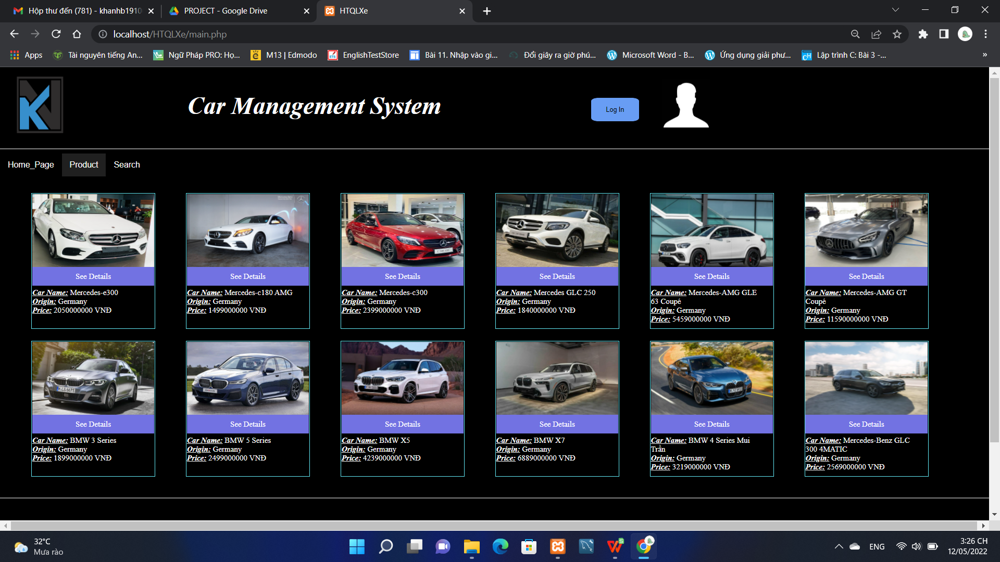 Hộp thư đến (781) - khanhb1910
PROJECT - Google Drive
HTQLXe
localhost/HTQLXe/main.php
Apps
Tài nguyên tiếng An...
Ngữ Pháp PRO: Họ...
M13 | Edmodo
EnglishTestStore
Bài 11. Nhập vào gi...
Đổi giây ra giờ phú...
Microsoft Word - B...
Ứng dụng giải phư...
Lập trình C: Bài 3 -...
»
Car Management System
Log In
Home_Page
Product
Search
See Details
Car Name: Mercedes-e300
Origin: Germany
Price: 2050000000 VNĐ
See Details
Car Name: Mercedes-c180 AMG
Origin: Germany
Price: 1499000000 VNĐ
See Details
Car Name: Mercedes-c300
Origin: Germany
Price: 2399000000 VNĐ
See Details
Car Name: Mercedes GLC 250
Origin: Germany
Price: 1840000000 VNĐ
See Details
Car Name: Mercedes-AMG GLE
63 Coupé
Origin: Germany
Price: 5459000000 VNĐ
See Details
Car Name: Mercedes-AMG GT
Coupé
Origin: Germany
Price: 11590000000 VNĐ
See Details
Car Name: BMW 3 Series
Origin: Germany
Price: 1899000000 VNĐ
See Details
Car Name: BMW 5 Series
Origin: Germany
Price: 2499000000 VNĐ
See Details
Car Name: BMW X5
Origin: Germany
Price: 4239000000 VNĐ
See Details
Car Name: BMW X7
Origin: Germany
Price: 6889000000 VNĐ
See Details
Car Name: BMW 4 Series Mui
Trần
Origin: Germany
Price: 3219000000 VNĐ
See Details
Car Name: Mercedes-Benz GLC
300 4MATIC
Origin: Germany
Price: 2569000000 VNĐ
32°C
Mưa rào
ENG
3:26 CH
12/05/2022